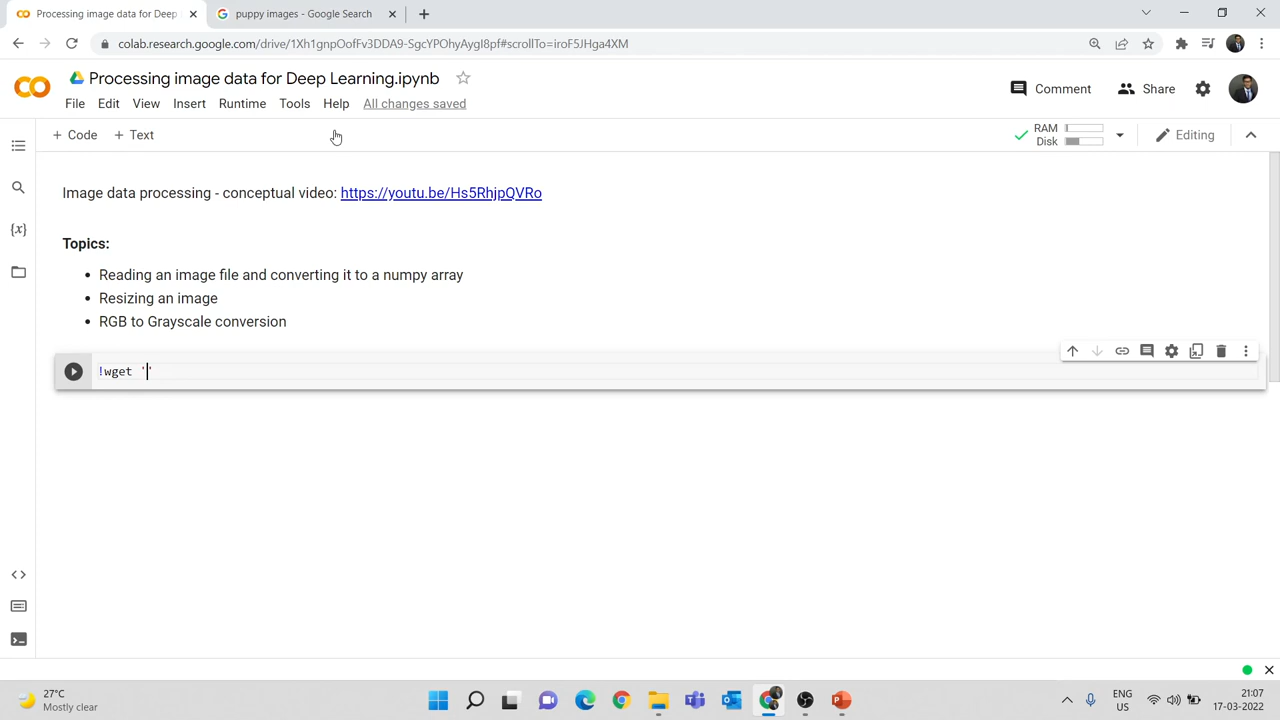 Processing image data for Deep
puppy images - Google Search
colab.research.google.com/drive/1Xh1gnpOofFv3DDA9-SgcYPOhyAygI8pf#scrollTo=iroF5JHga4XM
Processing image data for Deep Learning.ipynb
File Edit View Insert Runtime Tools Help All changes saved
Comment Share
+ Code + Text
RAM
Disk
Editing
Image data processing - conceptual video: https://youtu.be/Hs5RhjpQVRo
Topics:
• Reading an image file and converting it to a numpy array
• Resizing an image
• RGB to Grayscale conversion
{x}
!wget ''
27°C
Mostly clear
ENG
US
21:07
17-03-2022